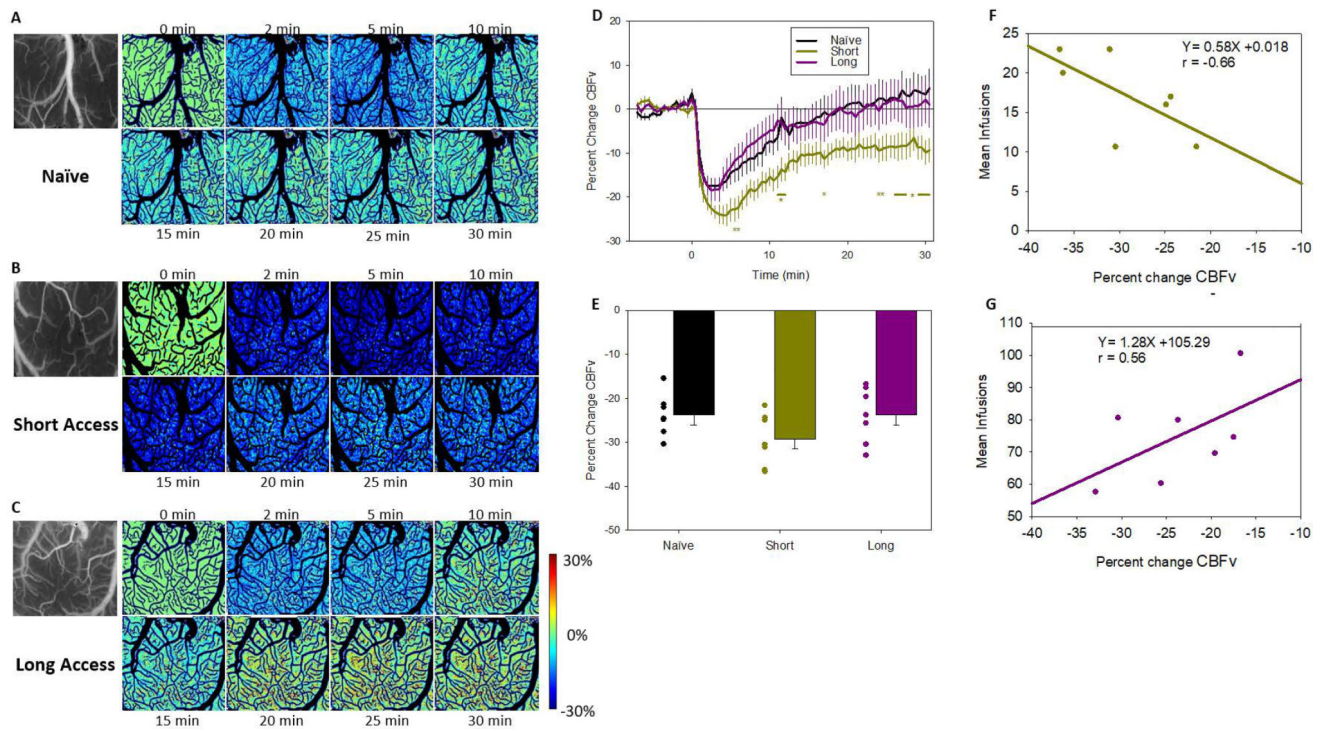 A
0 min 2 min 5 min 10 min
Naïve
15 min 20 min 25 min 30 min
B
0 min 2 min 5 min 10 min
Short Access
15 min 20 min 25 min 30 min
C
0 min 2 min 5 min 10 min
30%
0%
-30%
Long Access
15 min 20 min 25 min 30 min
D
20
10
0
-10
-20
-30
Percent Change CBFv
Naïve
Short
Long
*
**
*
**
*
0 10 20 30
Time (min)
E
0
-10
-20
-30
-40
-50
Percent Change CBFv
Naive Short Long
F
25
20
15
10
5
0
Mean Infusions
Y= 0.58X +0.018
r = -0.66
-40 -35 -30 -25 -20 -15 -10
Percent change CBFv
-
G
110
100
90
80
70
60
50
Mean Infusions
Y= 1.28X +105.29
r = 0.56
-40 -35 -30 -25 -20 -15 -10
Percent change CBFv